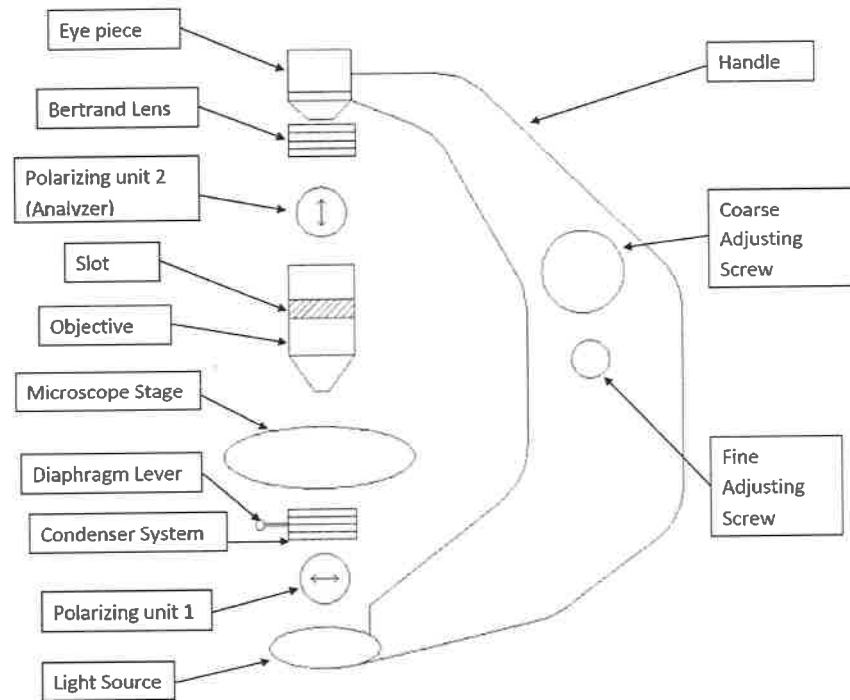 Eye piece
Handle
Bertrand Lens
Polarizing unit 2
(Analyzer)
Coarse
Adjusting
Screw
Slot
Objective
Microscope Stage
Diaphragm Lever
Fine
Adjusting
Screw
Condenser System
Polarizing unit 1
Light Source